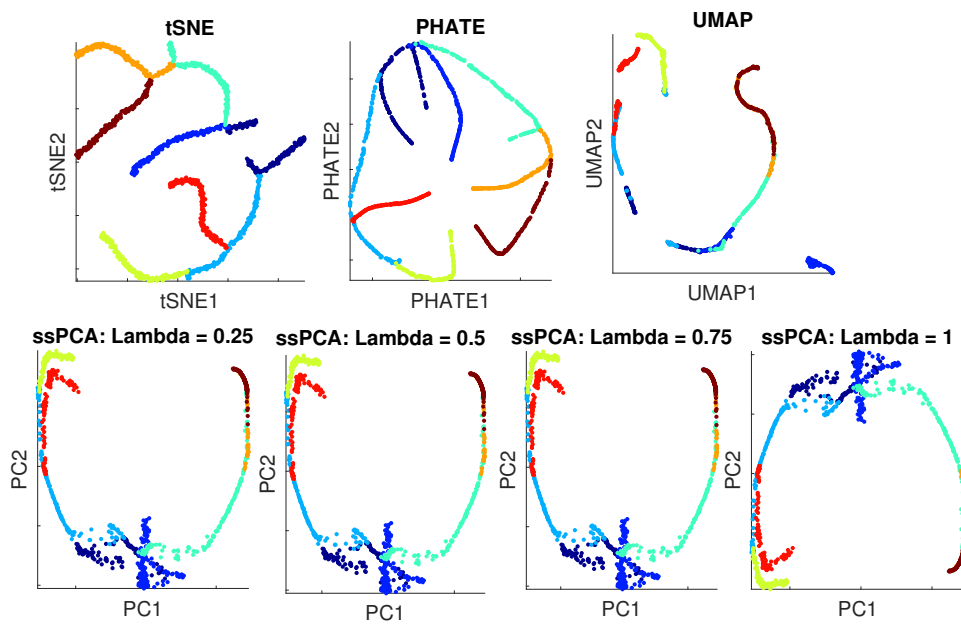 tSNE
PHATE
UMAP
tSNE2
PHATE2
UMAP2
tSNE1
PHATE1
UMAP1
ssPCA: Lambda = 0.25
ssPCA: Lambda = 0.5
ssPCA: Lambda = 0.75
ssPCA: Lambda = 1
PC2
PC2
PC2
PC2
PC1
PC1
PC1
PC1